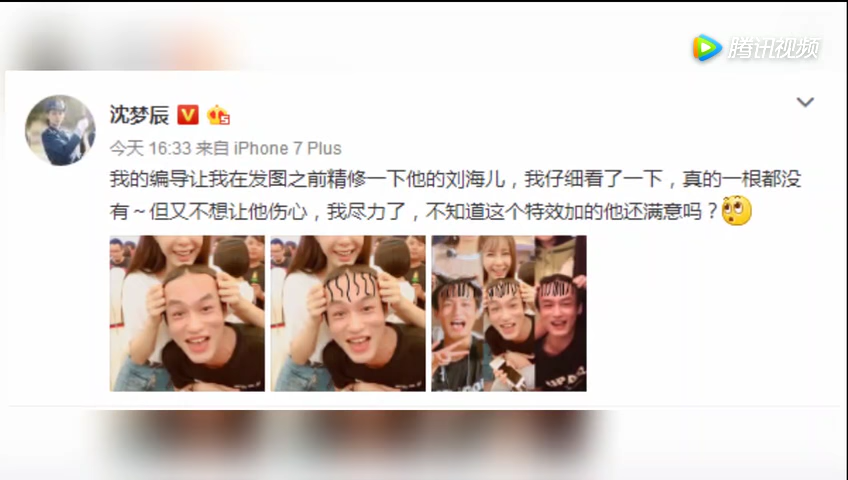 腾讯视频
沈梦辰
今天 16:33 来自 iPhone 7 Plus
我的编导让我在发图之前精修一下他的刘海儿，我仔细看了一下，真的一根都没
有～但又不想让他伤心，我尽力了，不知道这个特效加的他还满意吗？